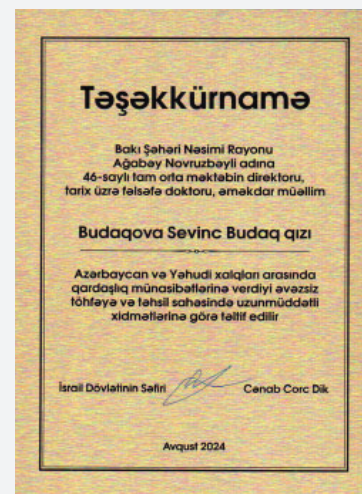 Təşəkkürnamə
Bakı Şəhəri Nəsimi Rayonu
Ağabəy Novruzbəyli adına
46-saylı tam orta məktəbin direktoru,
tarix üzrə fəlsəfə doktoru, əməkdar müəllim
Budaqova Sevinc Budaq qızı
Azərbaycan və Yəhudi xalqları arasında
qardaşlıq münasibətlərinə verdiyi əvəzsiz
töhfəyə və təhsil sahəsində uzunmüddətli
xidmətlərinə görə təltif edilir
İsrail Dövlətinin Səfiri Cənab Corc Dik
Avqust 2024